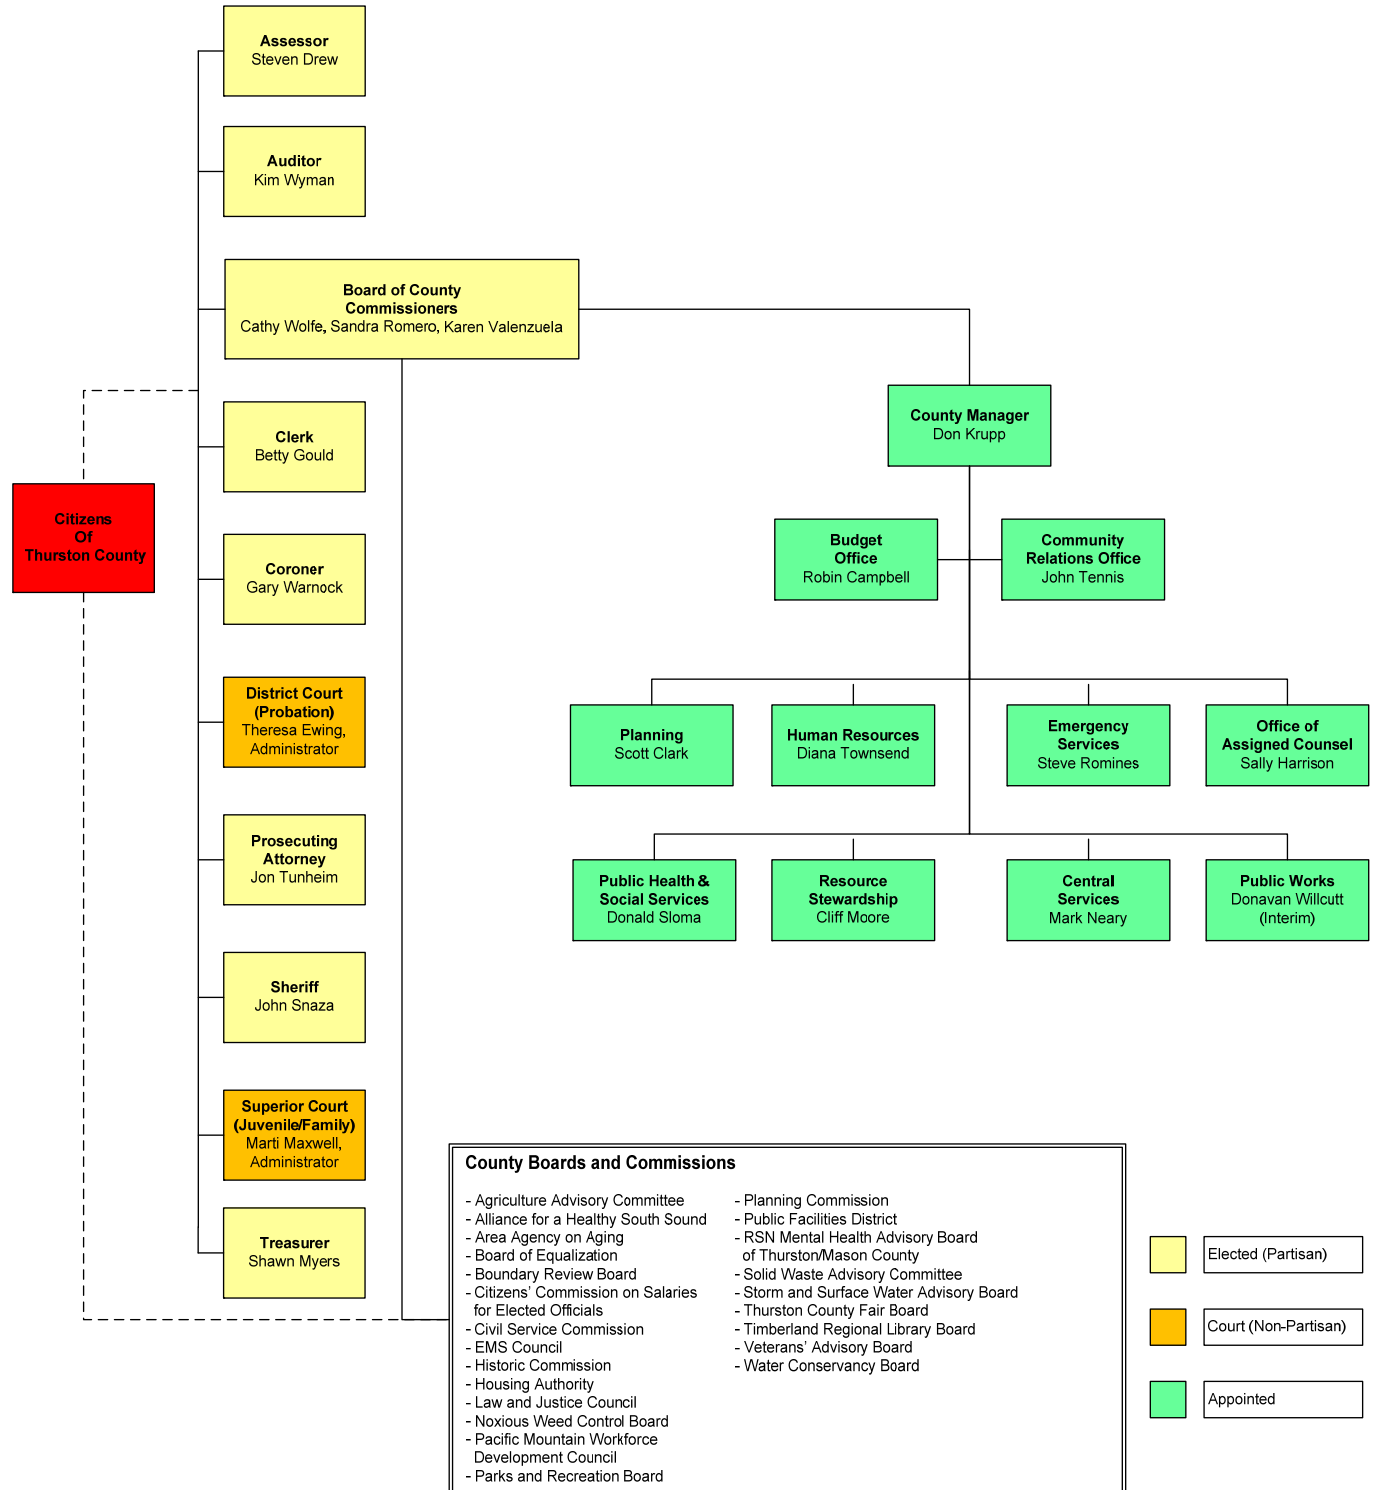 Assessor
Steven Drew
Auditor
Kim Wyman
Board of County
Commissioners
Cathy Wolfe, Sandra Romero, Karen Valenzuela
County Manager
Don Krupp
Clerk
Betty Gould
Citizens
Of
Thurston County
Budget
Office
Robin Campbell
Community
Relations Office
John Tennis
Coroner
Gary Warnock
District Court
(Probation)
Theresa Ewing,
Administrator
Planning
Scott Clark
Human Resources
Diana Townsend
Emergency
Services
Steve Romines
Office of
Assigned Counsel
Sally Harrison
Prosecuting
Attorney
Jon Tunheim
Public Health &
Social Services
Donald Sloma
Resource
Stewardship
Cliff Moore
Central
Services
Mark Neary
Public Works
Donavan Willcutt
(Interim)
Sheriff
John Snaza
Superior Court
(Juvenile/Family)
Marti Maxwell,
Administrator
Treasurer
Shawn Myers
County Boards and Commissions
- Agriculture Advisory Committee
- Alliance for a Healthy South Sound
- Area Agency on Aging
- Board of Equalization
- Boundary Review Board
- Citizens' Commission on Salaries
for Elected Officials
- Civil Service Commission
- EMS Council
- Historic Commission
- Housing Authority
- Law and Justice Council
- Noxious Weed Control Board
- Pacific Mountain Workforce
Development Council
- Parks and Recreation Board
- Planning Commission
- Public Facilities District
- RSN Mental Health Advisory Board
of Thurston/Mason County
- Solid Waste Advisory Committee
- Storm and Surface Water Advisory Board
- Thurston County Fair Board
- Timberland Regional Library Board
- Veterans' Advisory Board
- Water Conservancy Board
Elected (Partisan)
Court (Non-Partisan)
Appointed